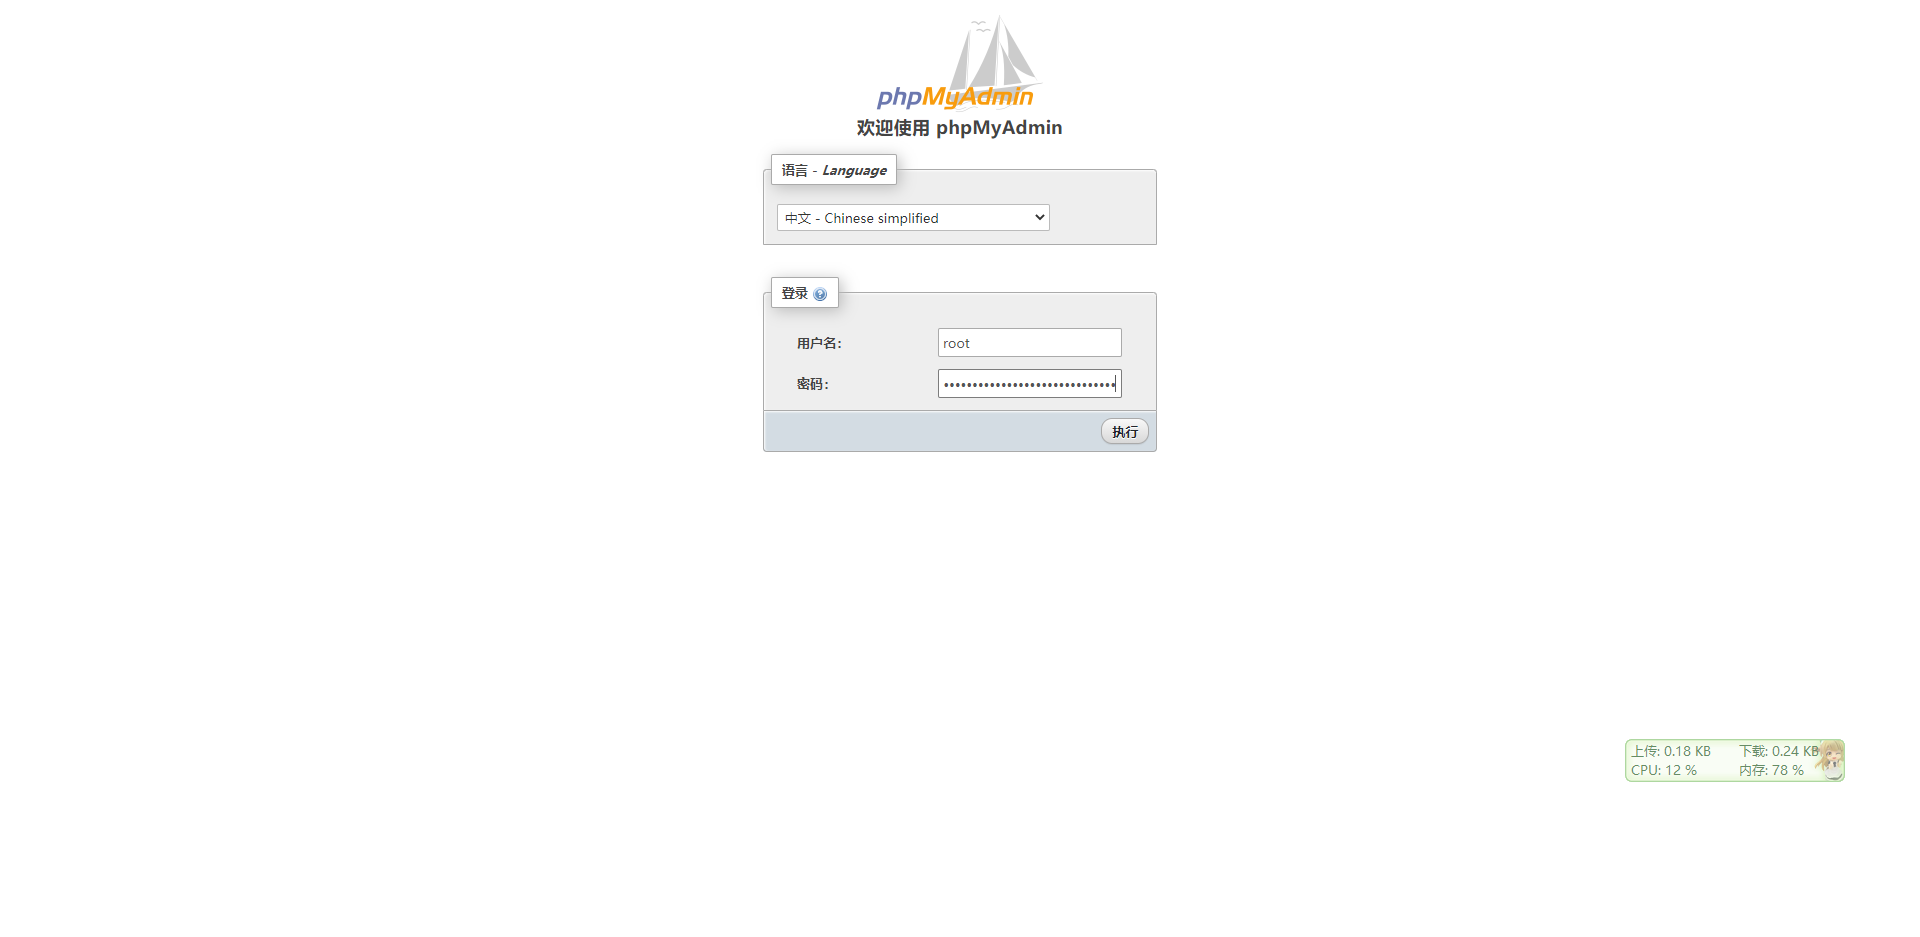 phpMyAdmin
欢迎使用 phpMyAdmin
语言 - Language
中文 - Chinese simplified
登录
用户名：
root
密码：
执行
上传: 0.18 KB 下载: 0.24 KB
CPU: 12 % 内存: 78 %